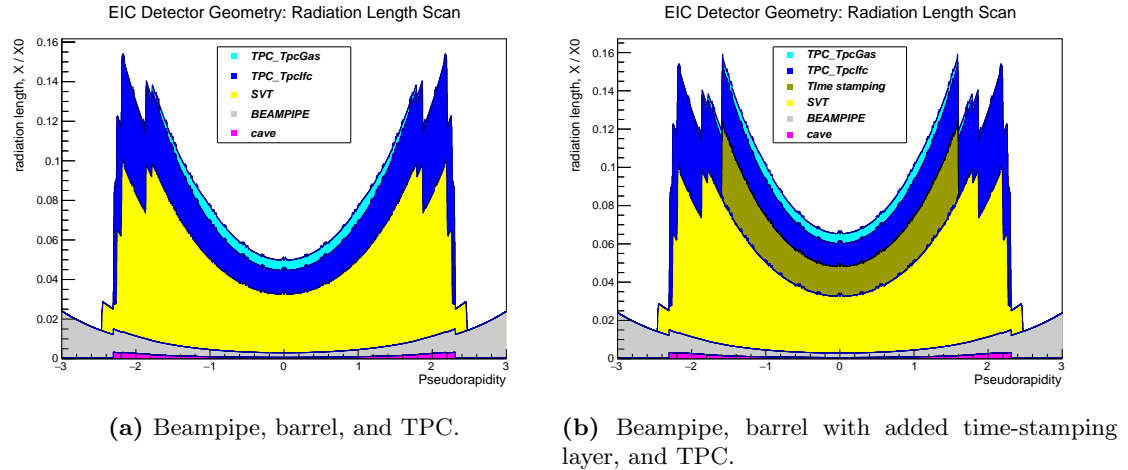 EIC Detector Geometry: Radiation Length Scan
radiation length, X / X0
0.16
0.14
0.12
0.1
0.08
0.06
0.04
0.02
0
TPC_TpcGas
TPC_TpcIfc
SVT
BEAMPIPE
cave
−3 −2 −1 0 1 2 3
Pseudorapidity
(a) Beampipe, barrel, and TPC.
EIC Detector Geometry: Radiation Length Scan
radiation length, X / X0
0.16
0.14
0.12
0.1
0.08
0.06
0.04
0.02
0
TPC_TpcGas
TPC_TpcIfc
TIme stamping
SVT
BEAMPIPE
cave
−3 −2 −1 0 1 2 3
Pseudorapidity
(b) Beampipe, barrel with added time-stamping
layer, and TPC.